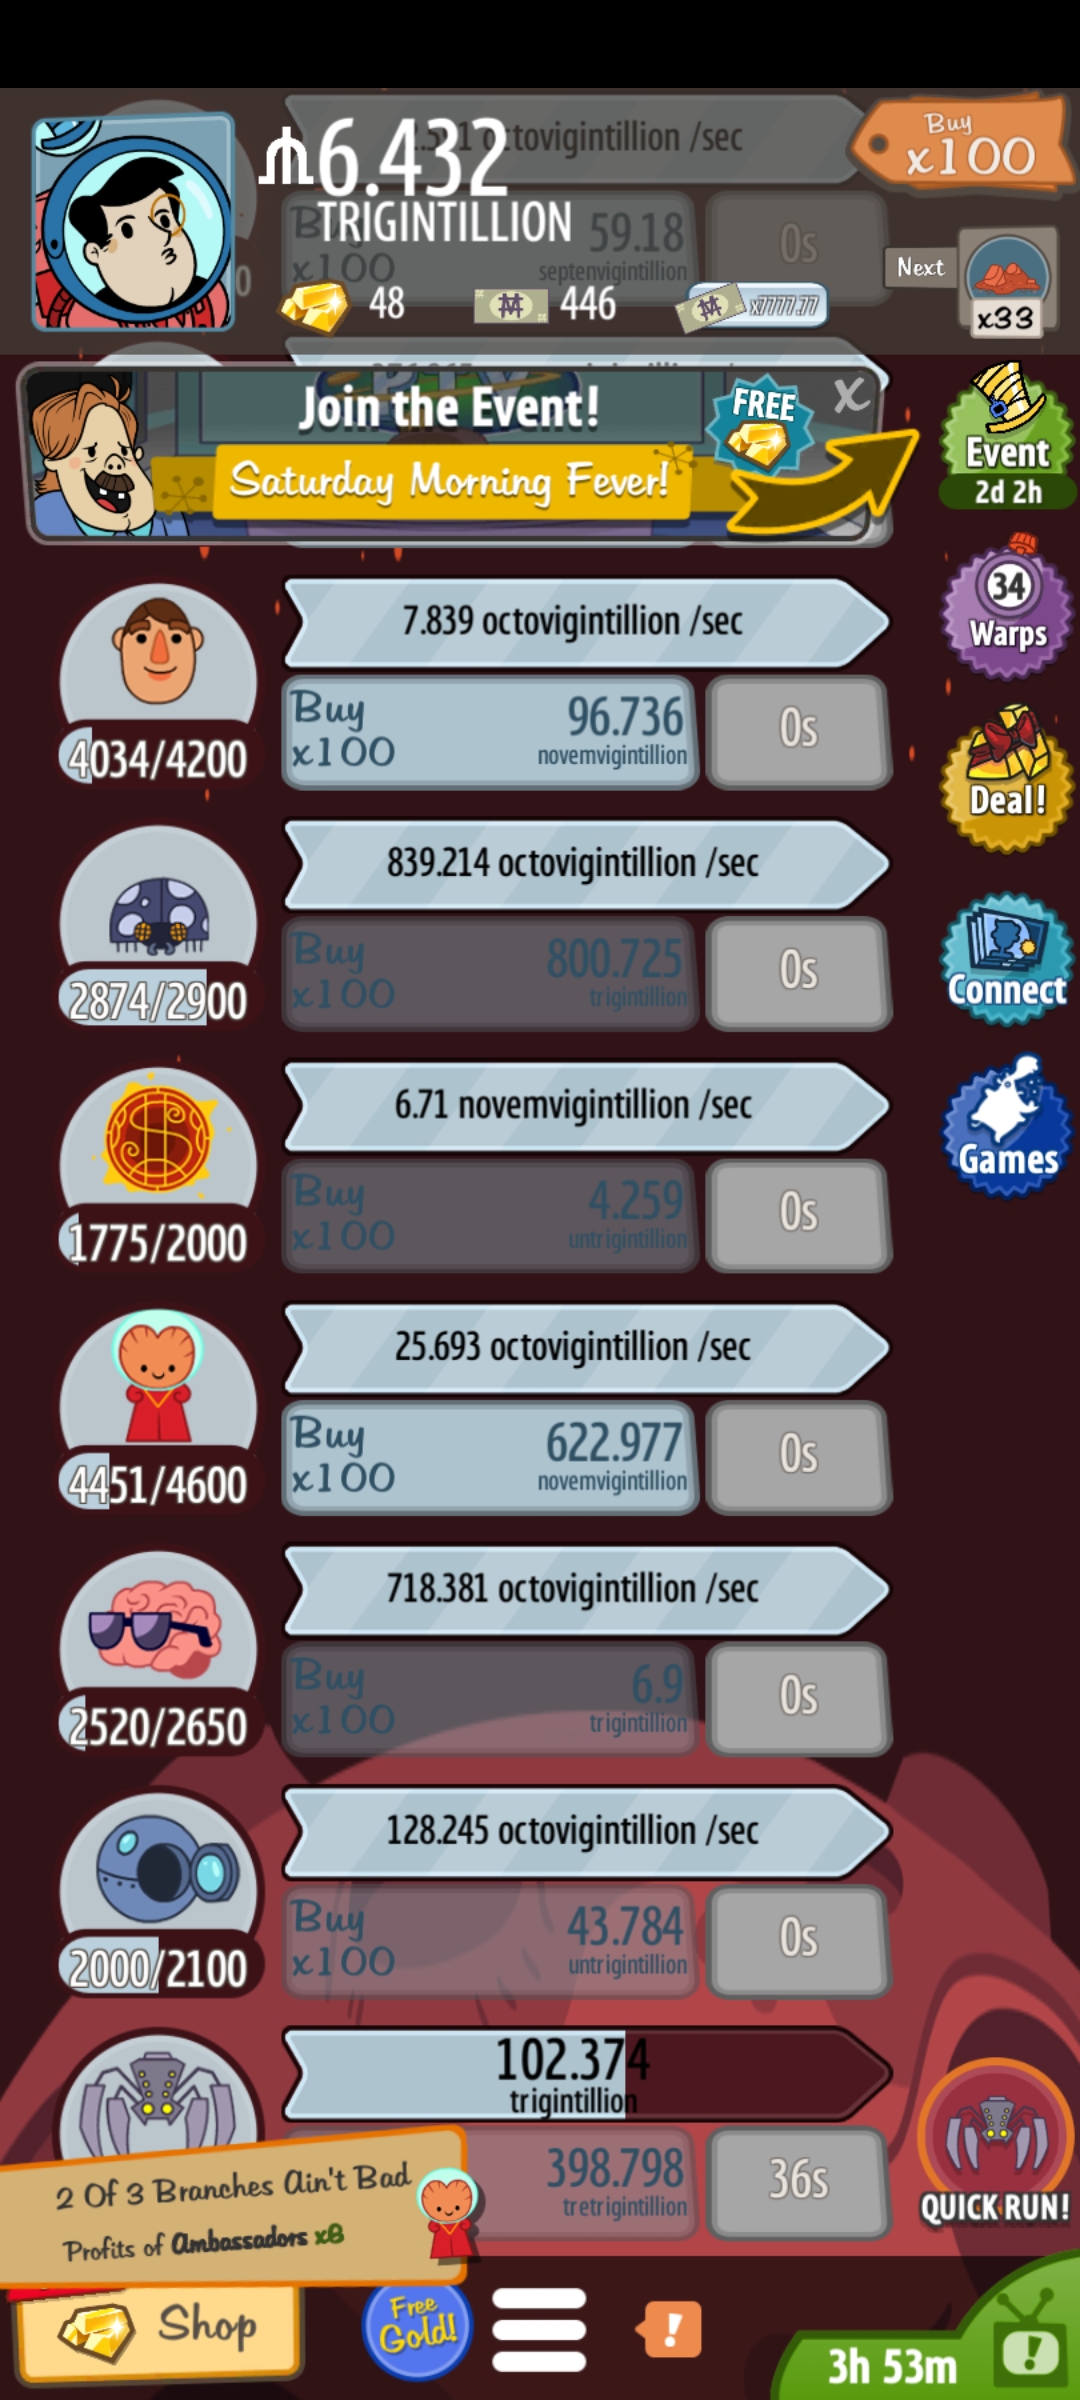 6.432
TRIGINTILLION
Buy
x100
octovigintillion /sec
Buy
x100
59.18
septenvigintillion
0s
48
446
x7777.77
Next
x33
Join the Event!
FREE
X
Saturday Morning Fever!
Event
2d 2h
7.839 octovigintillion /sec
34
Warps
4034/4200
Buy
x100
96.736
novemvigintillion
0s
Deal!
839.214 octovigintillion /sec
2874/2900
Buy
x100
800.725
trigintillion
0s
Connect
6.71 novemvigintillion /sec
1775/2000
Buy
x100
4.259
untrigintillion
0s
Games
25.693 octovigintillion /sec
4451/4600
Buy
x100
622.977
novemvigintillion
0s
718.381 octovigintillion /sec
2520/2650
Buy
x100
6.9
trigintillion
0s
128.245 octovigintillion /sec
2000/2100
Buy
x100
43.784
untrigintillion
0s
102.374
trigintillion
398.798
tretrigintillion
36s
QUICK RUN!
2 Of 3 Branches Ain't Bad
Profits of Ambassadors x8
Shop
Free
Gold!
!
3h 53m
!